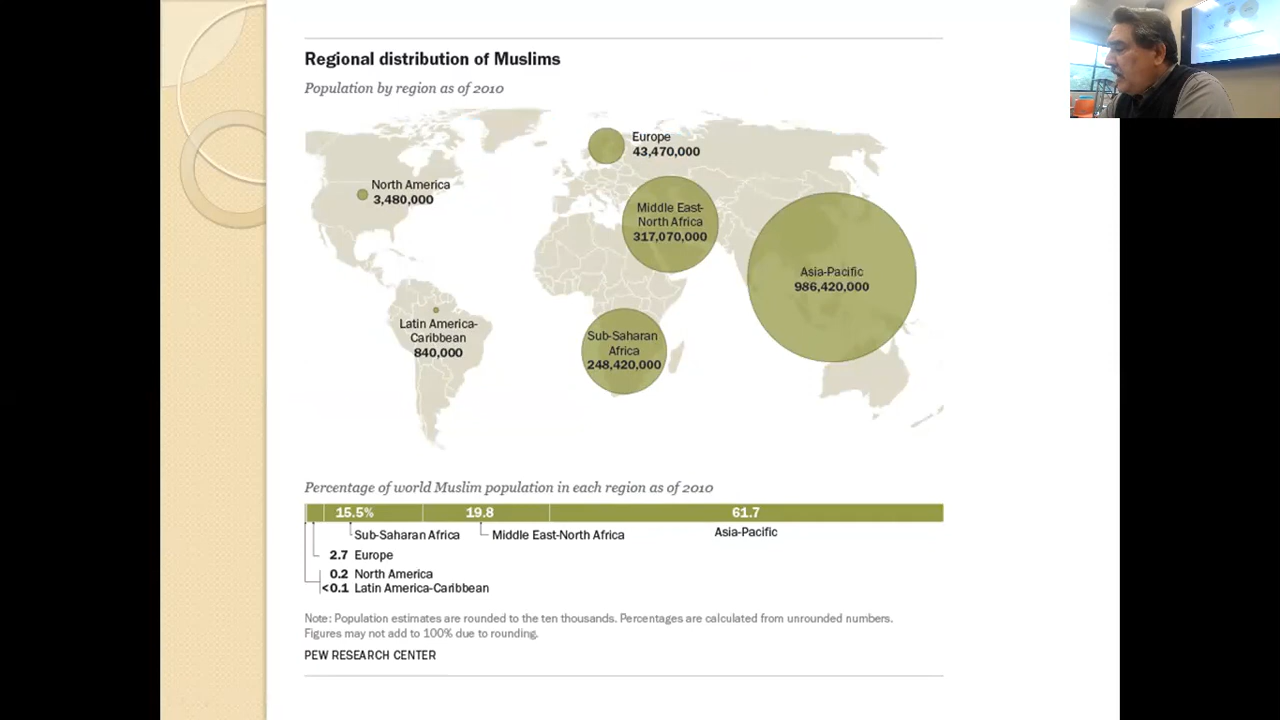 Regional distribution of Muslims
Population by region as of 2010
Europe
43,470,000
North America
3,480,000
Middle East-
North Africa
317,070,000
Asia-Pacific
986,420,000
Latin America-
Caribbean
840,000
Sub-Saharan
Africa
248,420,000
Percentage of world Muslim population in each region as of 2010
15.5% 19.8 61.7
Sub-Saharan Africa Middle East-North Africa Asia-Pacific
2.7 Europe
0.2 North America
<0.1 Latin America-Caribbean
Note: Population estimates are rounded to the ten thousands. Percentages are calculated from unrounded numbers.
Figures may not add to 100% due to rounding.
PEW RESEARCH CENTER